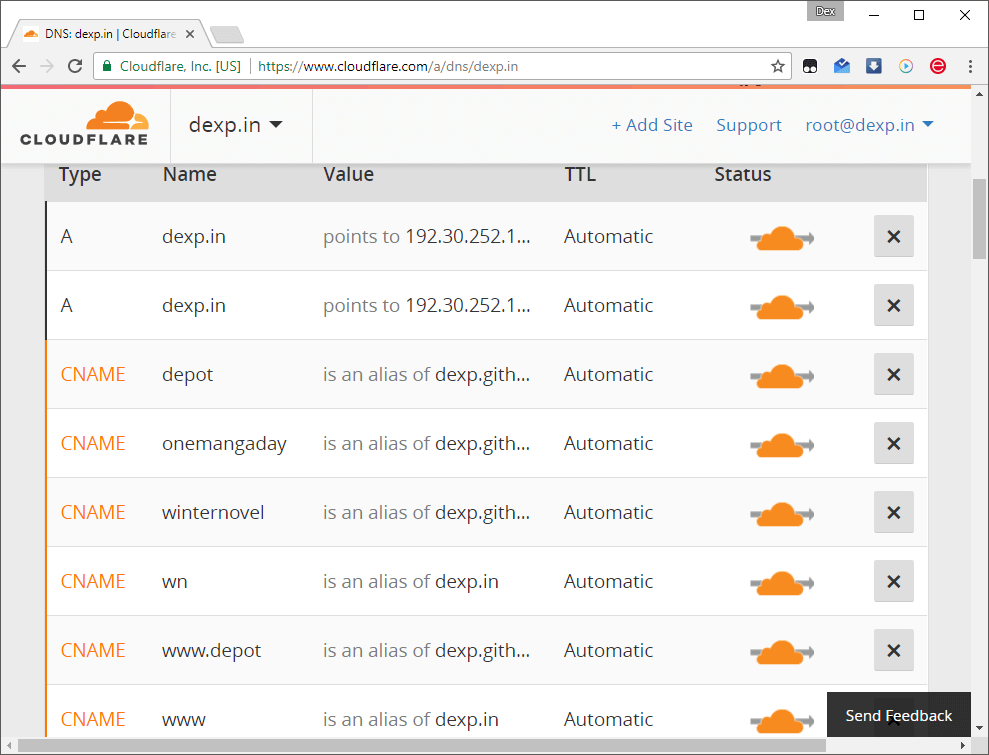 Dex
DNS: dexp.in | Cloudflare
Cloudflare, Inc. [US] https://www.cloudflare.com/a/dns/dexp.in
CLOUDFLARE dexp.in + Add Site Support root@dexp.in
Type Name Value TTL Status
A dexp.in points to 192.30.252.1... Automatic
A dexp.in points to 192.30.252.1... Automatic
CNAME depot is an alias of dexp.gith... Automatic
CNAME onemangaday is an alias of dexp.gith... Automatic
CNAME winternovel is an alias of dexp.gith... Automatic
CNAME wn is an alias of dexp.in Automatic
CNAME www.depot is an alias of dexp.gith... Automatic
CNAME www is an alias of dexp.in Automatic
Send Feedback